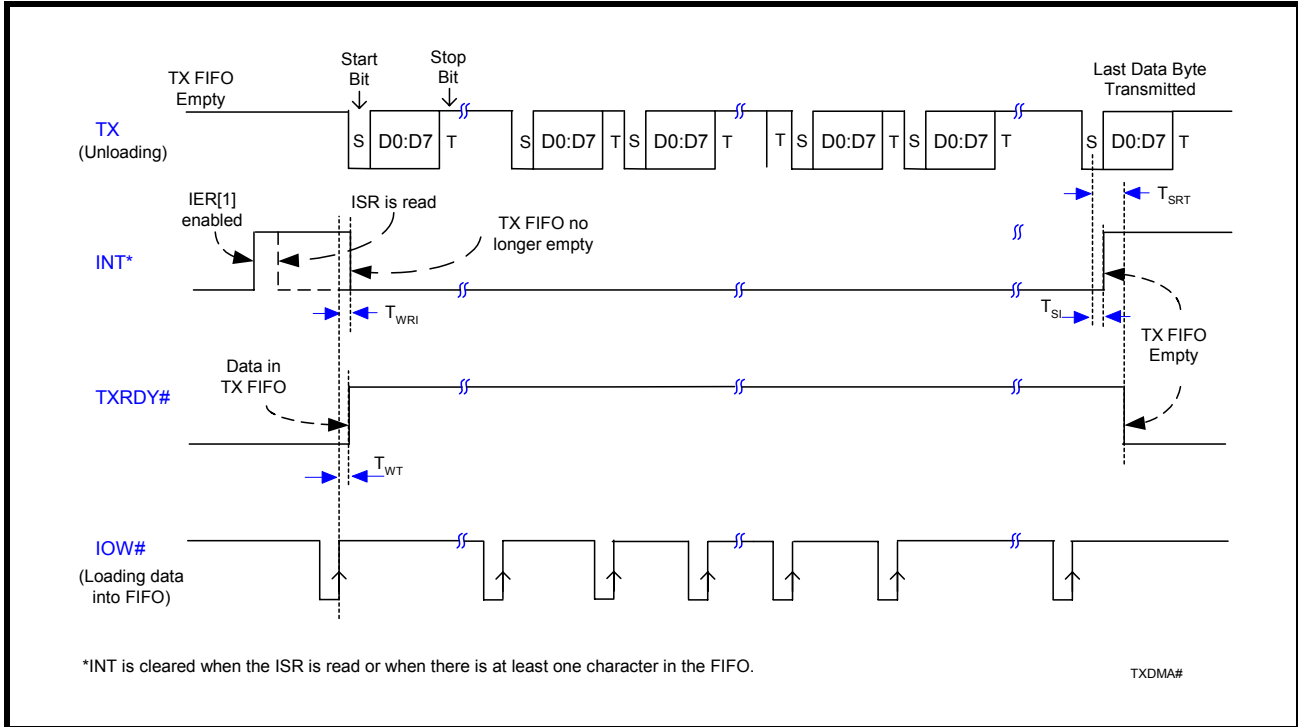 Start
Bit
Stop
Bit
TX FIFO
Empty
Last Data Byte
Transmitted
TX
(Unloading)
S D0:D7 T S D0:D7 T S D0:D7 T T S D0:D7 T S D0:D7 T S D0:D7 T
IER[1]
enabled
ISR is read
TX FIFO no
longer empty
TSRT
INT*
TWRI
TSI
TX FIFO
Empty
Data in
TX FIFO
TXRDY#
TWT
IOW#
(Loading data
into FIFO)
*INT is cleared when the ISR is read or when there is at least one character in the FIFO.
TXDMA#